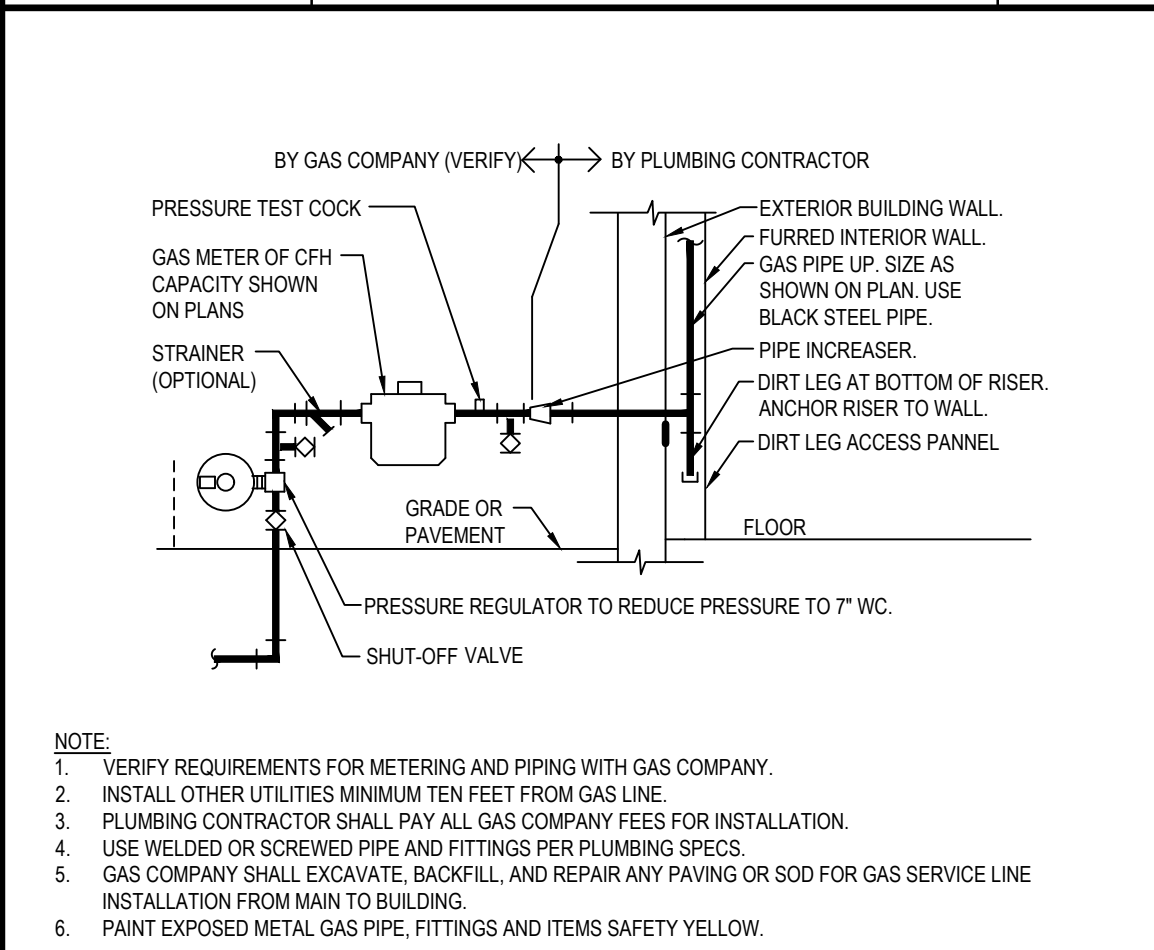 BY GAS COMPANY (VERIFY)
BY PLUMBING CONTRACTOR
PRESSURE TEST COCK
GAS METER OF CFH
CAPACITY SHOWN
ON PLANS
STRAINER
(OPTIONAL)
EXTERIOR BUILDING WALL.
FURRED INTERIOR WALL.
GAS PIPE UP. SIZE AS
SHOWN ON PLAN. USE
BLACK STEEL PIPE.
PIPE INCREASER.
DIRT LEG AT BOTTOM OF RISER.
ANCHOR RISER TO WALL.
DIRT LEG ACCESS PANNEL
GRADE OR
PAVEMENT
FLOOR
PRESSURE REGULATOR TO REDUCE PRESSURE TO 7" WC.
SHUT-OFF VALVE
NOTE:
1. VERIFY REQUIREMENTS FOR METERING AND PIPING WITH GAS COMPANY.
2. INSTALL OTHER UTILITIES MINIMUM TEN FEET FROM GAS LINE.
3. PLUMBING CONTRACTOR SHALL PAY ALL GAS COMPANY FEES FOR INSTALLATION.
4. USE WELDED OR SCREWED PIPE AND FITTINGS PER PLUMBING SPECS.
5. GAS COMPANY SHALL EXCAVATE, BACKFILL, AND REPAIR ANY PAVING OR SOD FOR GAS SERVICE LINE
INSTALLATION FROM MAIN TO BUILDING.
6. PAINT EXPOSED METAL GAS PIPE, FITTINGS AND ITEMS SAFETY YELLOW.